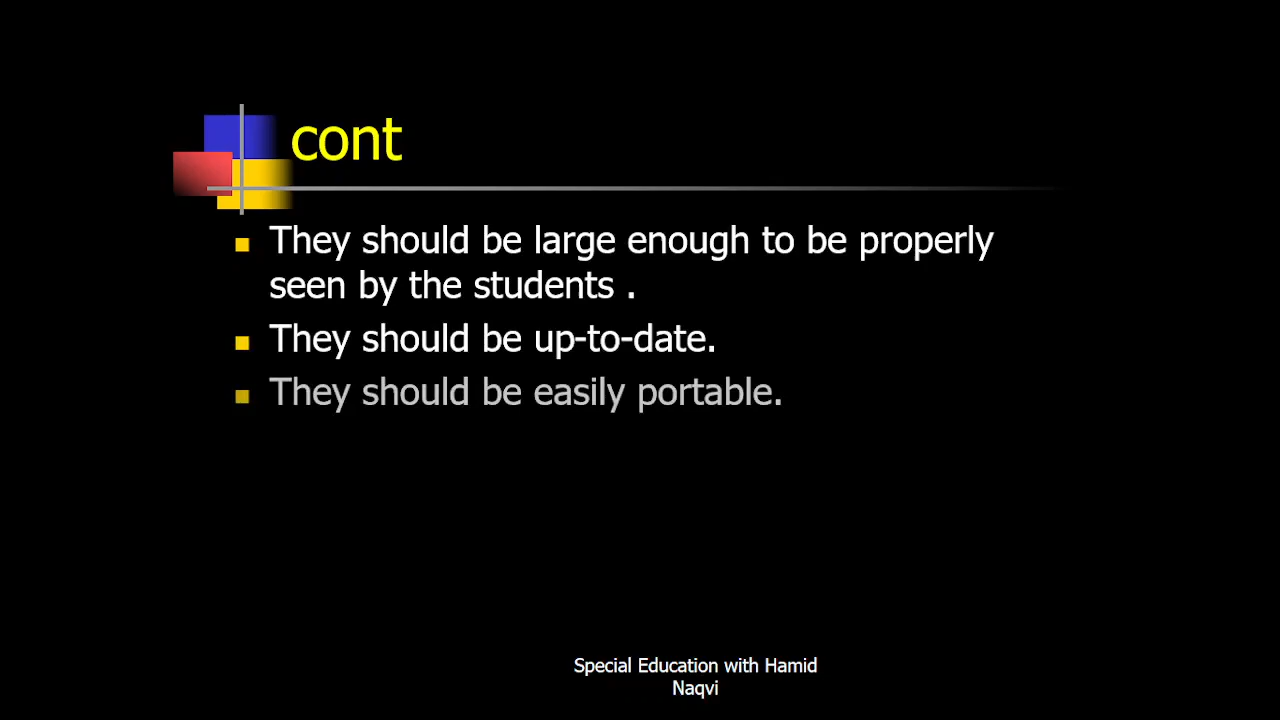 cont
They should be large enough to be properly
seen by the students .
They should be up-to-date.
They should be easily portable.
Special Education with Hamid
Naqvi